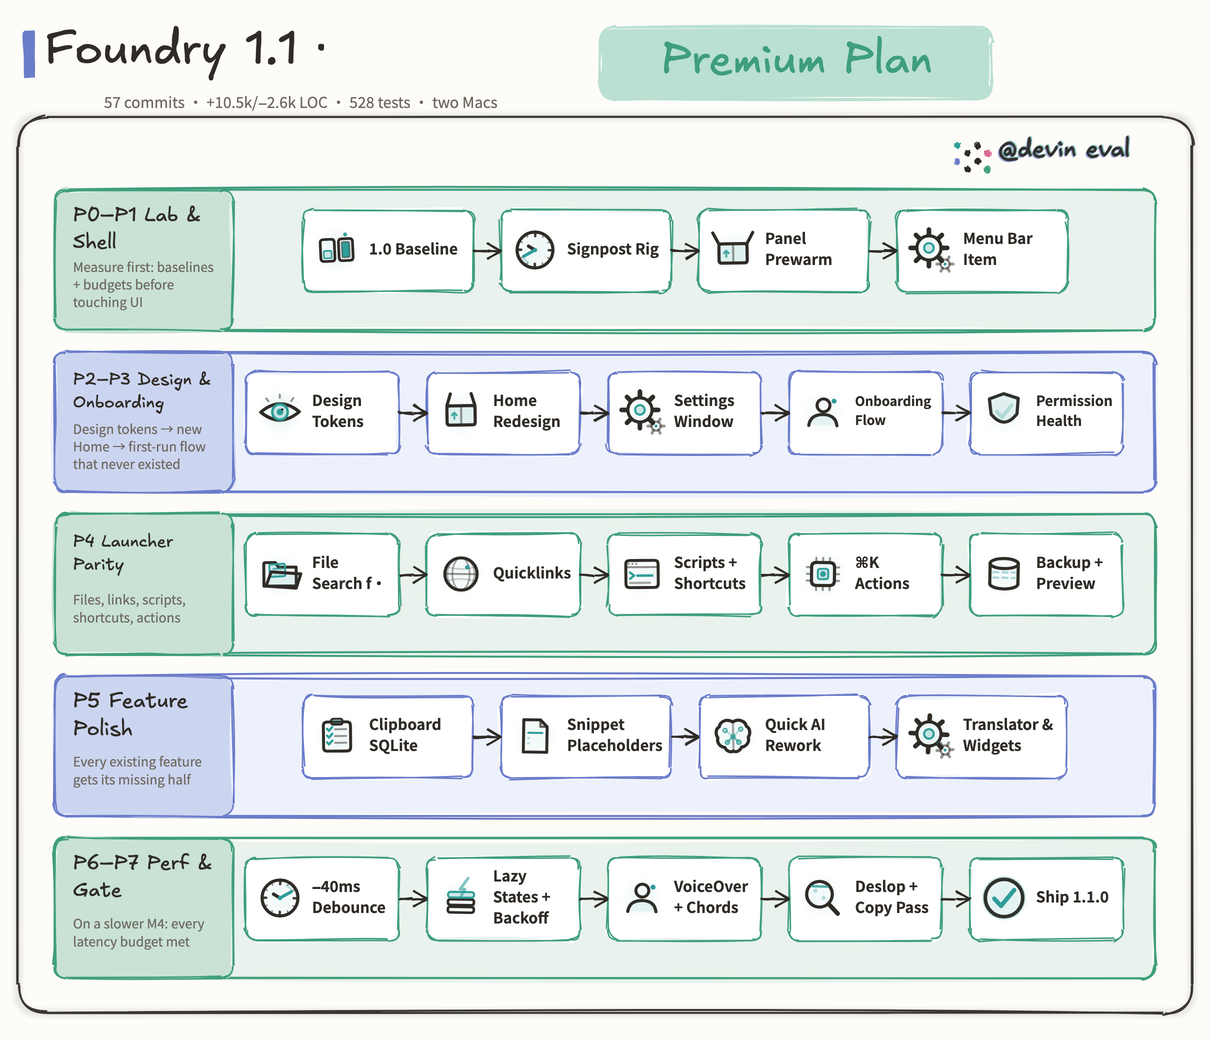 Foundry 1.1 ·
Premium Plan
57 commits • +10.5k/–2.6k LOC • 528 tests • two Macs
@devin eval
P0–P1 Lab &
Shell
Measure first: baselines
+ budgets before
touching UI
1.0 Baseline
Signpost Rig
Panel
Prewarm
Menu Bar
Item
P2–P3 Design &
Onboarding
Design tokens → new
Home → first-run flow
that never existed
Design
Tokens
Home
Redesign
Settings
Window
Onboarding
Flow
Permission
Health
P4 Launcher
Parity
Files, links, scripts,
shortcuts, actions
File
Search f •
Quicklinks
Scripts +
Shortcuts
⌘K
Actions
Backup +
Preview
P5 Feature
Polish
Every existing feature
gets its missing half
Clipboard
SQLite
Snippet
Placeholders
Quick AI
Rework
Translator &
Widgets
P6–P7 Perf &
Gate
On a slower M4: every
latency budget met
–40ms
Debounce
Lazy
States +
Backoff
VoiceOver
+ Chords
Deslop +
Copy Pass
Ship 1.1.0